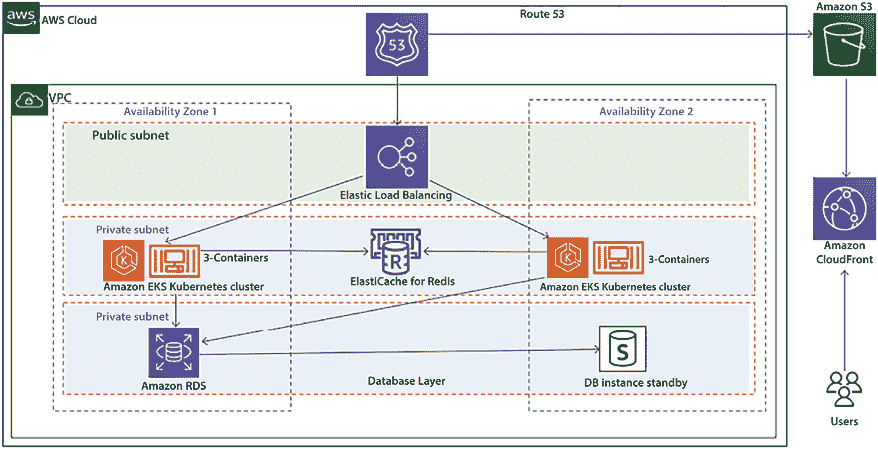 aws
AWS Cloud
Route 53
53
Amazon S3
VPC
Availability Zone 1
Availability Zone 2
Public subnet
Elastic Load Balancing
Private subnet
K
3-Containers
Amazon EKS Kubernetes cluster
R
ElastiCache for Redis
K
3-Containers
Amazon EKS Kubernetes cluster
Amazon
CloudFront
Private subnet
Amazon RDS
Database Layer
S
DB instance standby
Users